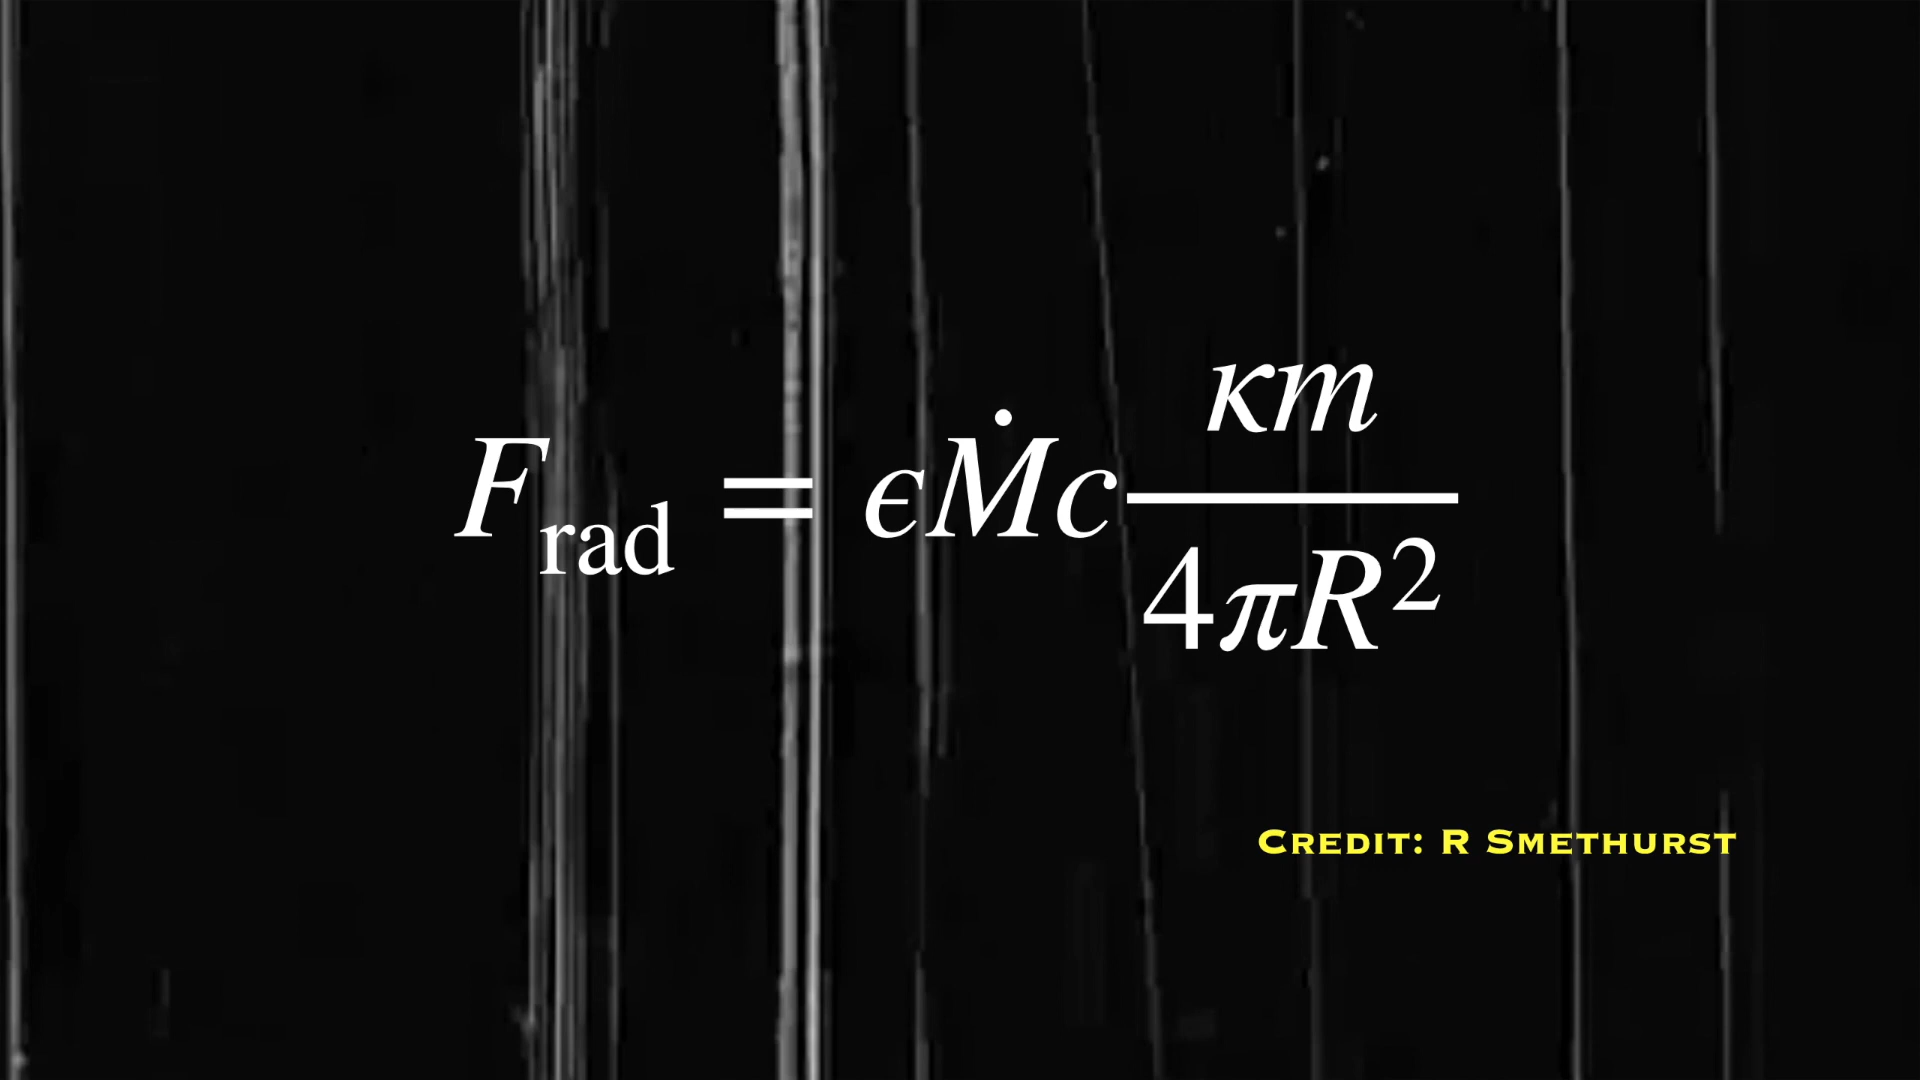 F_rad = ϵṀc κm / 4πR²
Credit: R Smethurst